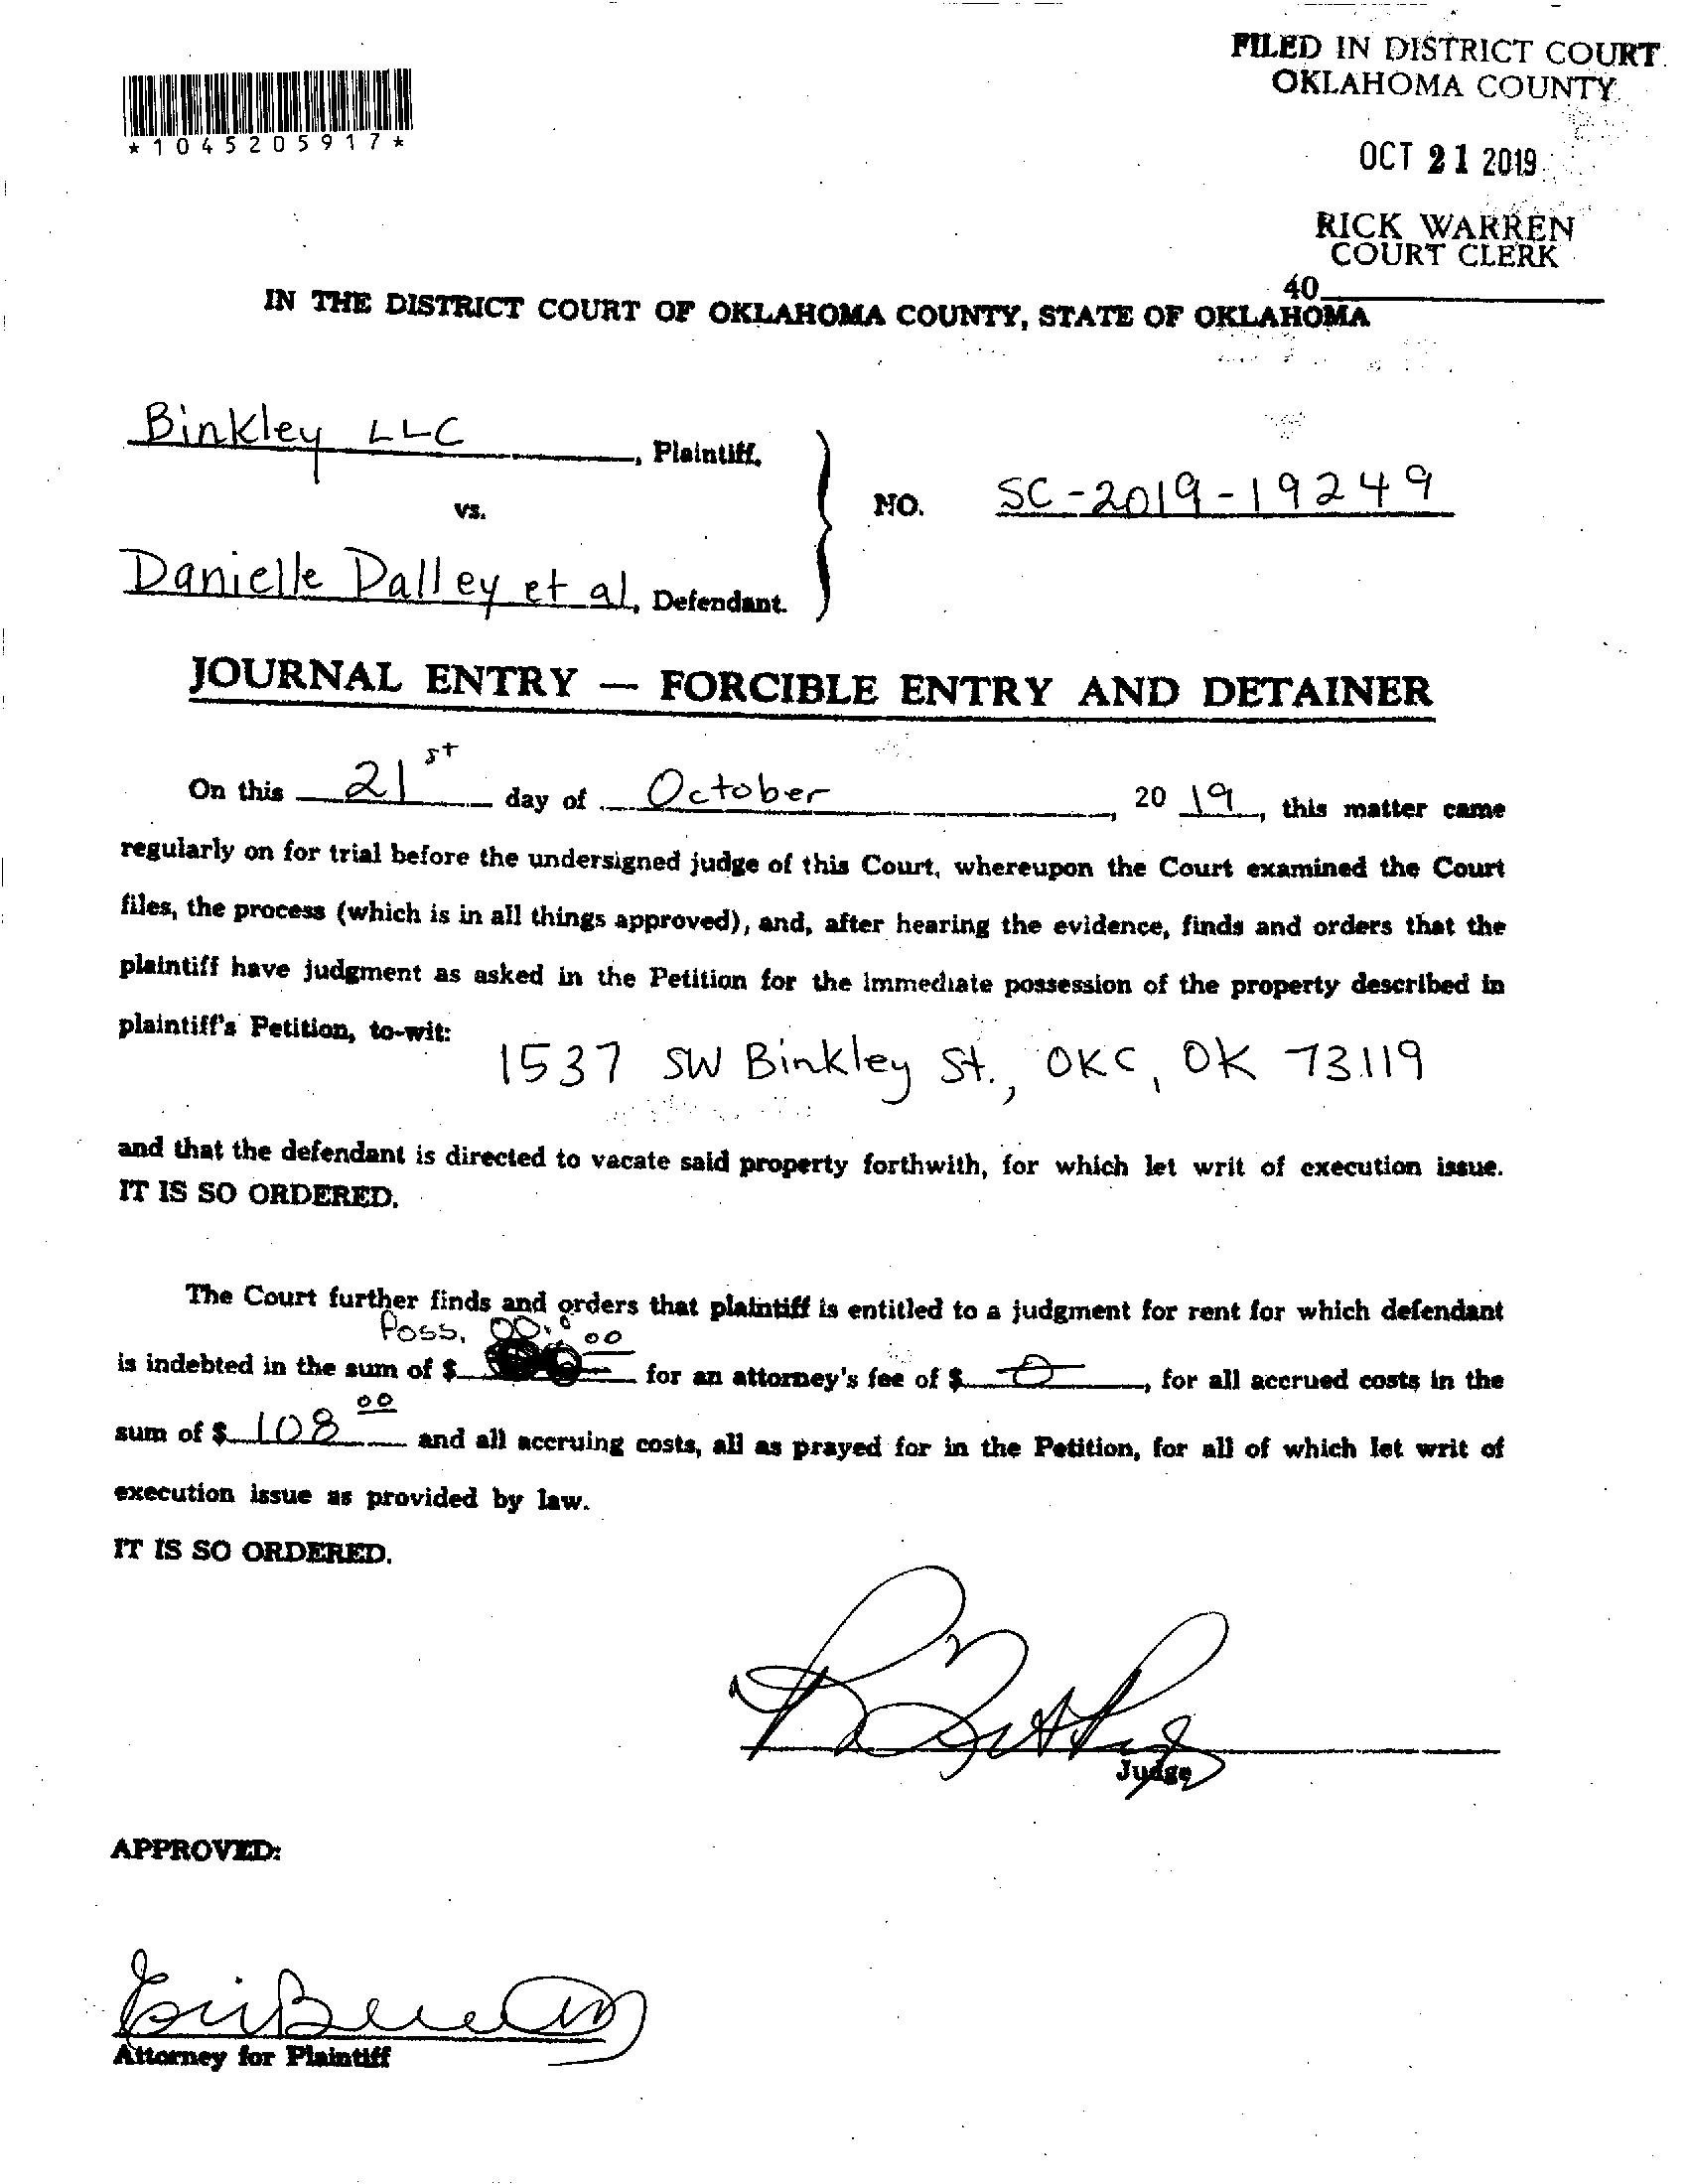 FILED IN DISTRICT COURT
OKLAHOMA COUNTY
*1045205917*
OCT 21 2019
RICK WARREN
COURT CLERK
40
IN THE DISTRICT COURT OF OKLAHOMA COUNTY, STATE OF OKLAHOMA
Binkley LLC, Plaintiff,
vs.
NO. SC-2019-19249
Danielle Dalley et al, Defendant.
JOURNAL ENTRY — FORCIBLE ENTRY AND DETAINER
On this 21st day of October, 2019, this matter came
regularly on for trial before the undersigned judge of this Court, whereupon the Court examined the Court
files, the process (which is in all things approved), and, after hearing the evidence, finds and orders that the
plaintiff have judgment as asked in the Petition for the immediate possession of the property described in
plaintiff's Petition, to-wit:
1537 SW Binkley St., OKC, OK 73119
and that the defendant is directed to vacate said property forthwith, for which let writ of execution issue.
IT IS SO ORDERED.
The Court further finds and orders that plaintiff is entitled to a judgment for rent for which defendant
Poss.
is indebted in the sum of $ for an attorney's fee of $ 0, for all accrued costs in the
sum of $ 108 00 and all accruing costs, all as prayed for in the Petition, for all of which let writ of
execution issue as provided by law.
IT IS SO ORDERED.
Judge
APPROVED:
Attorney for Plaintiff